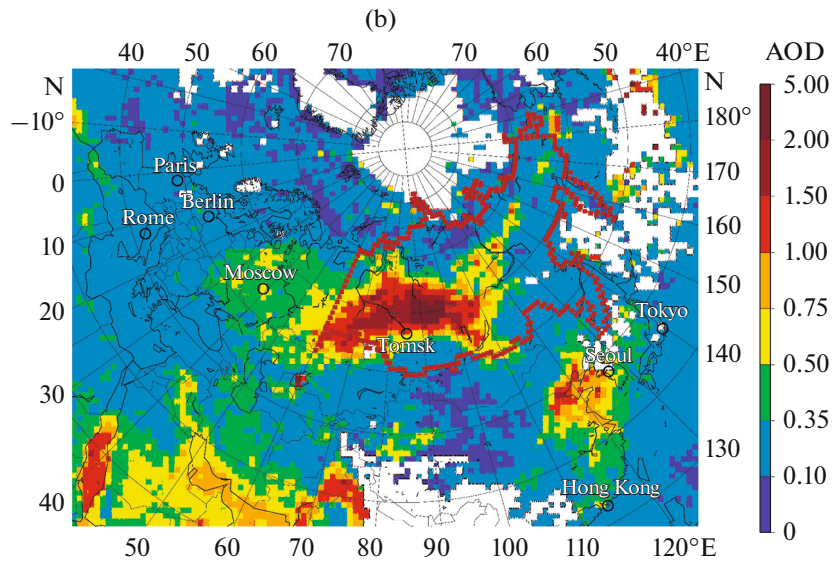 (b)
40 50 60 70 70 60 50 40°E AOD
N N
−10° 180°
0 170
10 160
20 150
30 140
40 130
50 60 70 80 90 100 110 120°E
Paris
Berlin
Rome
Moscow
Tomsk
Tokyo
Seoul
Hong Kong
5.00
2.00
1.50
1.00
0.75
0.50
0.35
0.10
0